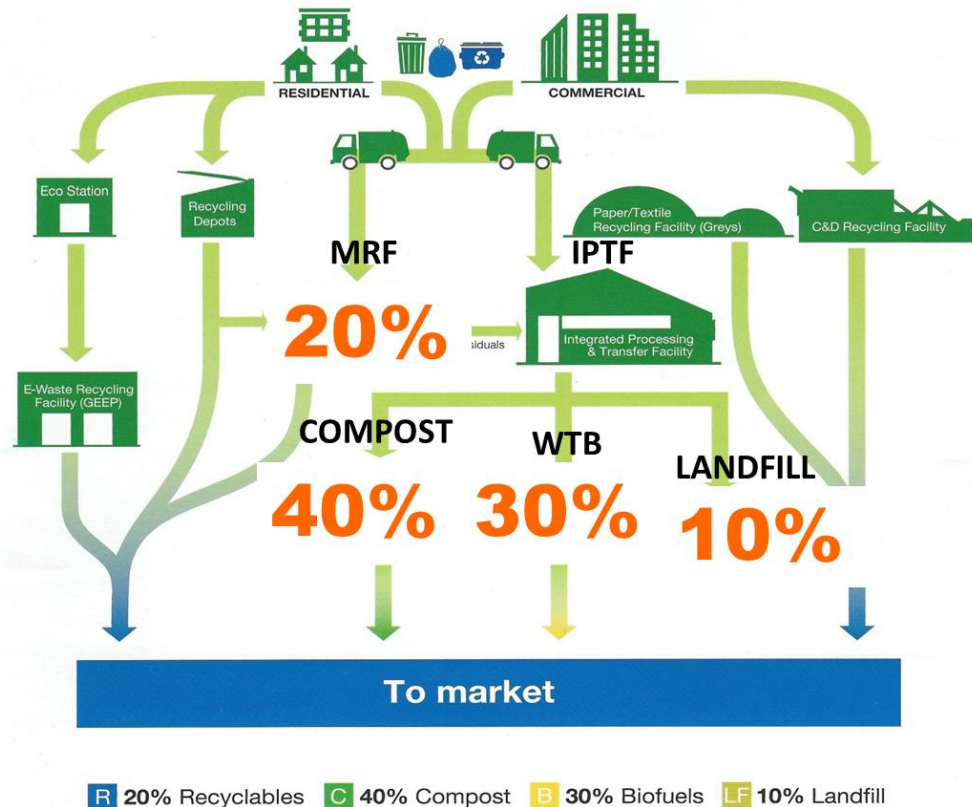 RESIDENTIAL
COMMERCIAL
Eco Station
Recycling
Depots
Paper/Textile
Recycling Facility (Greys)
C&D Recycling Facility
MRF
IPTF
20%
Integrated Processing
& Transfer Facility
E-Waste Recycling
Facility (GEEP)
COMPOST
WTB
LANDFILL
40%
30%
10%
To market
R 20% Recyclables C 40% Compost B 30% Biofuels LF 10% Landfill